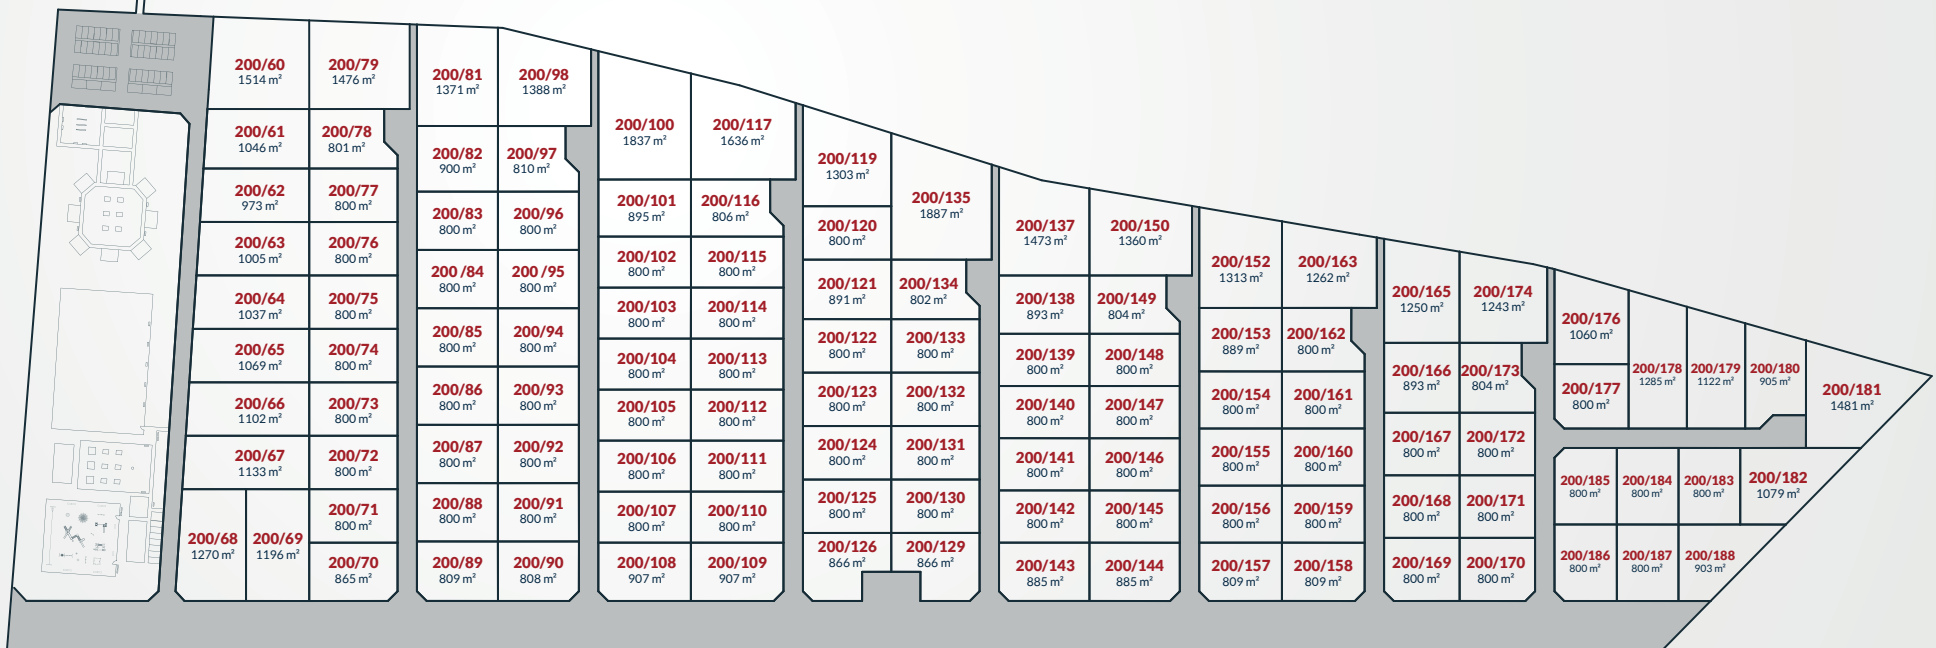 200/60
1514 m²
200/79
1476 m²
200/61
1046 m²
200/78
801 m²
200/62
973 m²
200/77
800 m²
200/63
1005 m²
200/76
800 m²
200/64
1037 m²
200/75
800 m²
200/65
1069 m²
200/74
800 m²
200/66
1102 m²
200/73
800 m²
200/67
1133 m²
200/72
800 m²
200/68
1270 m²
200/69
1196 m²
200/71
800 m²
200/70
865 m²
200/81
1371 m²
200/98
1388 m²
200/82
900 m²
200/97
810 m²
200/83
800 m²
200/96
800 m²
200 /84
800 m²
200 /95
800 m²
200/85
800 m²
200/94
800 m²
200/86
800 m²
200/93
800 m²
200/87
800 m²
200/92
800 m²
200/88
800 m²
200/91
800 m²
200/89
809 m²
200/90
808 m²
200/100
1837 m²
200/117
1636 m²
200/101
895 m²
200/116
806 m²
200/102
800 m²
200/115
800 m²
200/103
800 m²
200/114
800 m²
200/104
800 m²
200/113
800 m²
200/105
800 m²
200/112
800 m²
200/106
800 m²
200/111
800 m²
200/107
800 m²
200/110
800 m²
200/108
907 m²
200/109
907 m²
200/119
1303 m²
200/135
1887 m²
200/120
800 m²
200/121
891 m²
200/134
802 m²
200/122
800 m²
200/133
800 m²
200/123
800 m²
200/132
800 m²
200/124
800 m²
200/131
800 m²
200/125
800 m²
200/130
800 m²
200/126
866 m²
200/129
866 m²
200/137
1473 m²
200/150
1360 m²
200/138
893 m²
200/149
804 m²
200/139
800 m²
200/148
800 m²
200/140
800 m²
200/147
800 m²
200/141
800 m²
200/146
800 m²
200/142
800 m²
200/145
800 m²
200/143
885 m²
200/144
885 m²
200/152
1313 m²
200/163
1262 m²
200/153
889 m²
200/162
800 m²
200/154
800 m²
200/161
800 m²
200/155
800 m²
200/160
800 m²
200/156
800 m²
200/159
800 m²
200/157
809 m²
200/158
809 m²
200/165
1250 m²
200/174
1243 m²
200/166
893 m²
200/173
804 m²
200/167
800 m²
200/172
800 m²
200/168
800 m²
200/171
800 m²
200/169
800 m²
200/170
800 m²
200/176
1060 m²
200/177
800 m²
200/178
1285 m²
200/179
1122 m²
200/180
905 m²
200/181
1481 m²
200/185
800 m²
200/184
800 m²
200/183
800 m²
200/182
1079 m²
200/186
800 m²
200/187
800 m²
200/188
903 m²